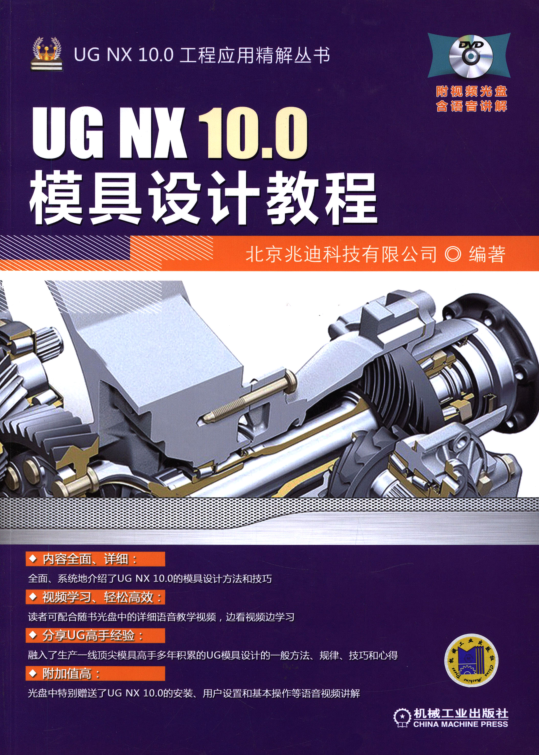 UG NX 10.0 工程应用精解丛书
DVD
附视频光盘
含语音讲解
UG NX 10.0
模具设计教程
北京兆迪科技有限公司 ◎ 编著
◆ 内容全面、详细：
全面、系统地介绍了UG NX 10.0的模具设计方法和技巧
◆ 视频学习、轻松高效：
读者可配合随书光盘中的详细语音教学视频，边看视频边学习
◆ 分享UG高手经验：
融入了生产一线顶尖模具高手多年积累的UG模具设计的一般方法、规律、技巧和心得
◆ 附加值高：
光盘中特别赠送了UG NX 10.0的安装、用户设置和基本操作等语音视频讲解
机械工业出版社
CHINA MACHINE PRESS